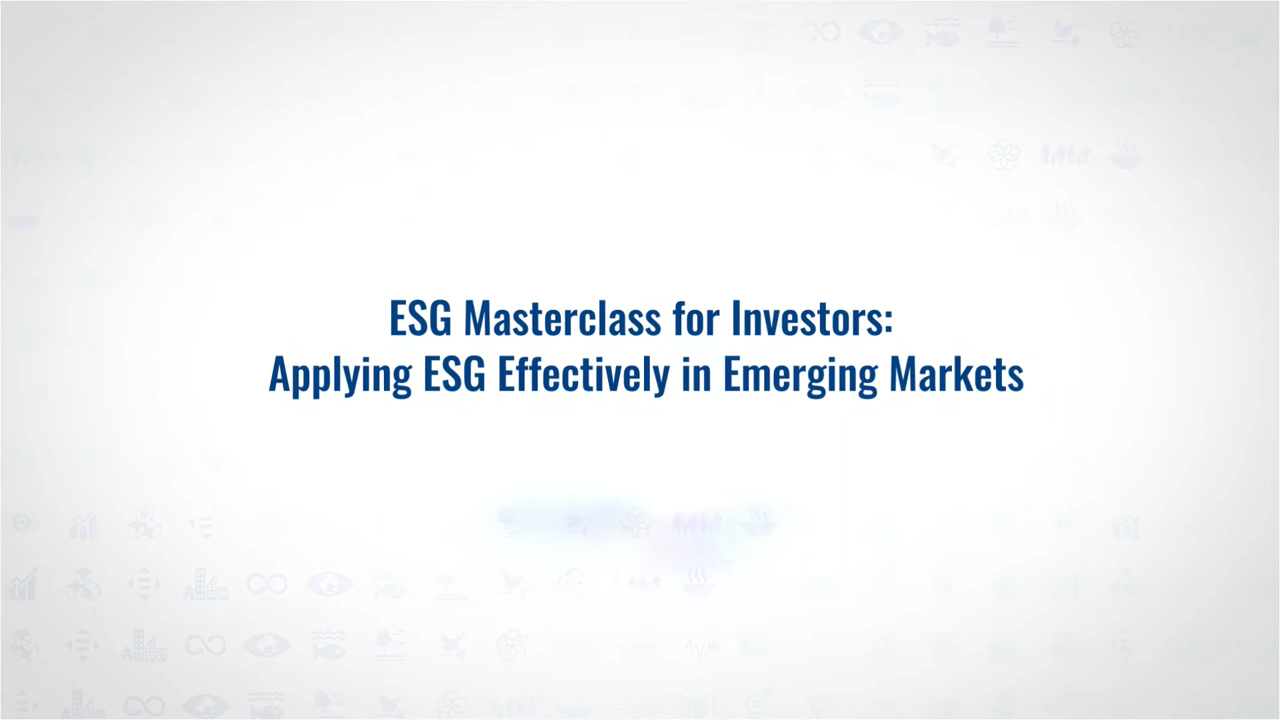 ESG Masterclass for Investors:
Applying ESG Effectively in Emerging Markets